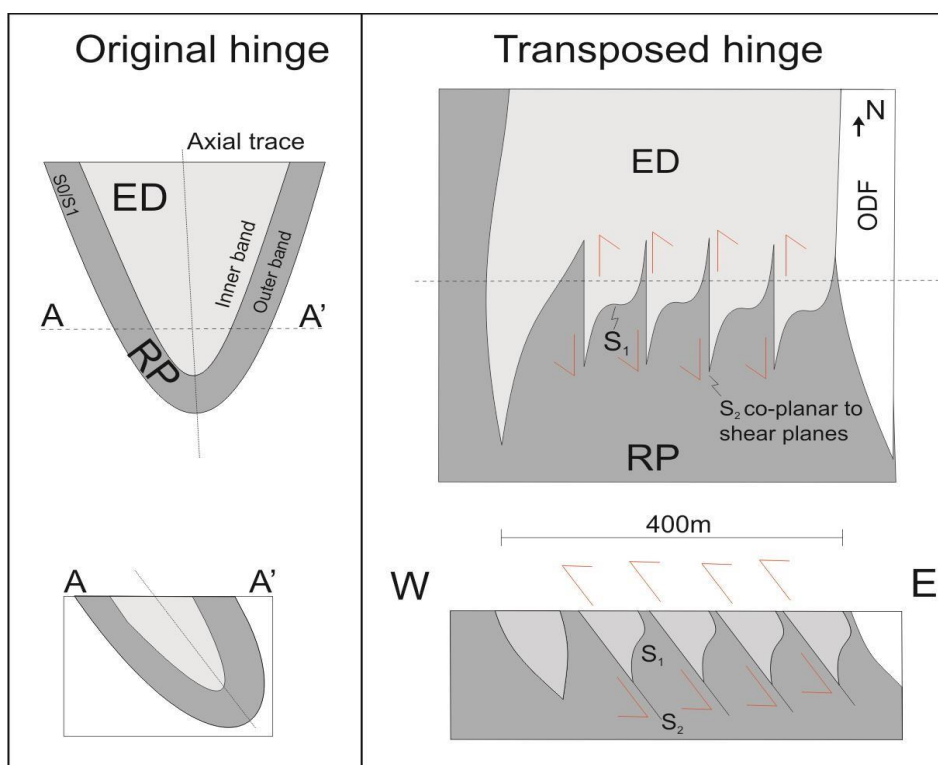 Original hinge
Axial trace
S0/S1
ED
Inner band
Outer band
A
A’
RP
A
A’
Transposed hinge
N
ED
ODF
S₁
S₂ co-planar to
shear planes
RP
400m
W
E
S₁
S₂